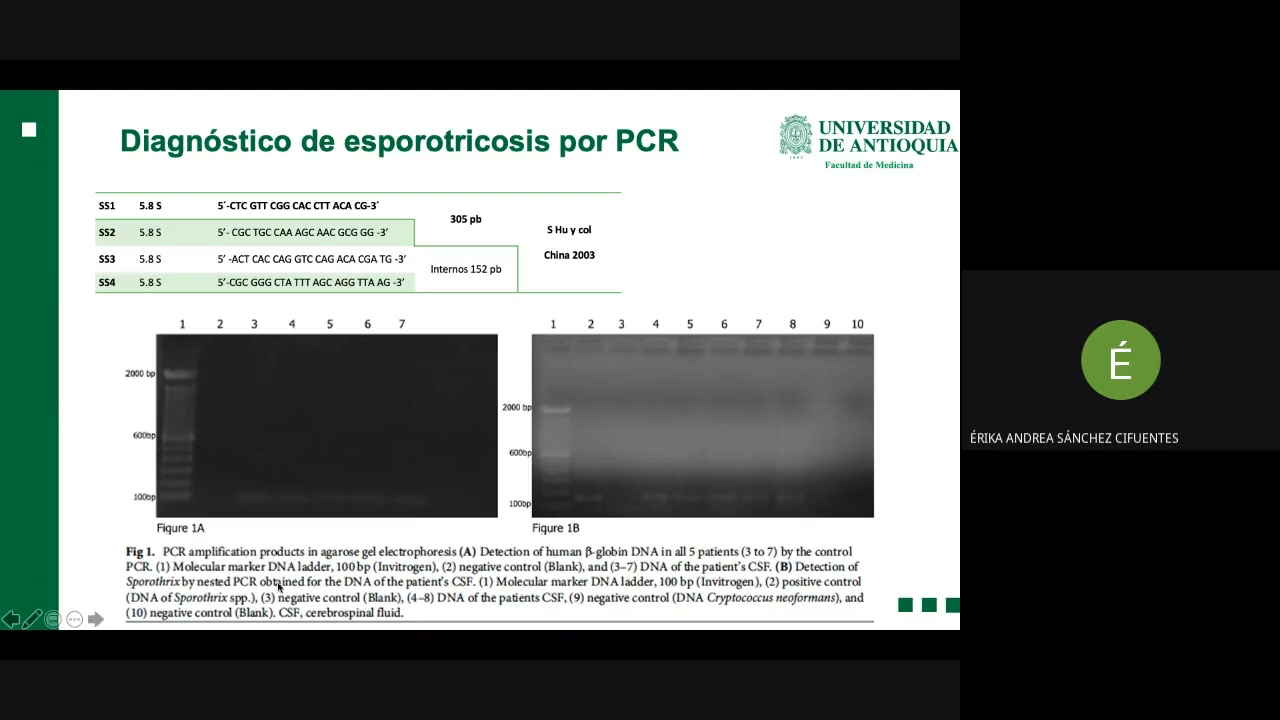 Diagnóstico de esporotricosis por PCR
UNIVERSIDAD
DE ANTIOQUIA
1803
Facultad de Medicina
SS1 5.8 S 5´-CTC GTT CGG CAC CTT ACA CG-3´
SS2 5.8 S 5’- CGC TGC CAA AGC AAC GCG GG -3’
305 pb
SS3 5.8 S 5’ -ACT CAC CAG GTC CAG ACA CGA TG -3’
SS4 5.8 S 5’-CGC GGG CTA TTT AGC AGG TTA AG -3’
Internos 152 pb
S Hu y col
China 2003
1 2 3 4 5 6 7
2000 bp
600bp
100bp
Figure 1A
1 2 3 4 5 6 7 8 9 10
2000 bp
600bp
100bp
Figure 1B
Fig 1. PCR amplification products in agarose gel electrophoresis (A) Detection of human β-globin DNA in all 5 patients (3 to 7) by the control
PCR. (1) Molecular marker DNA ladder, 100 bp (Invitrogen), (2) negative control (Blank), and (3–7) DNA of the patient’s CSF. (B) Detection of
Sporothrix by nested PCR obtained for the DNA of the patient’s CSF. (1) Molecular marker DNA ladder, 100 bp (Invitrogen), (2) positive control
(DNA of Sporothrix spp.), (3) negative control (Blank), (4–8) DNA of the patients CSF, (9) negative control (DNA Cryptococcus neoformans), and
(10) negative control (Blank). CSF, cerebrospinal fluid.
É
ÉRIKA ANDREA SÁNCHEZ CIFUENTES